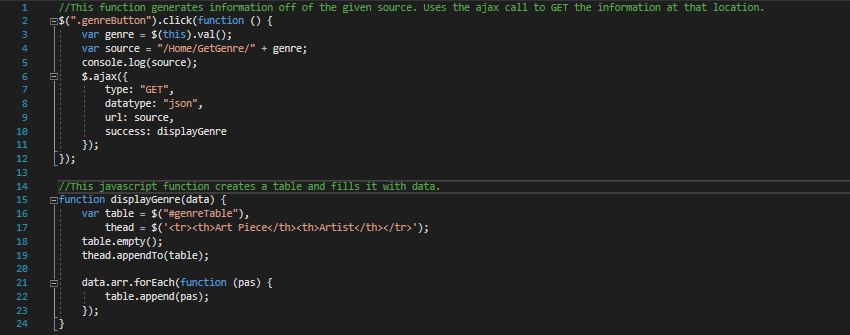 1 //This function generates information off of the given source. Uses the ajax call to GET the information at that location.
2 $(".genreButton").click(function () {
3 var genre = $(this).val();
4 var source = "/Home/GetGenre/" + genre;
5 console.log(source);
6 $.ajax({
7 type: "GET",
8 datatype: "json",
9 url: source,
10 success: displayGenre
11 });
12 });
13
14 //This javascript function creates a table and fills it with data.
15 function displayGenre(data) {
16 var table = $("#genreTable"),
17 thead = $('<tr><th>Art Piece</th><th>Artist</th></tr>');
18 table.empty();
19 thead.appendTo(table);
20
21 data.arr.forEach(function (pas) {
22 table.append(pas);
23 });
24 }